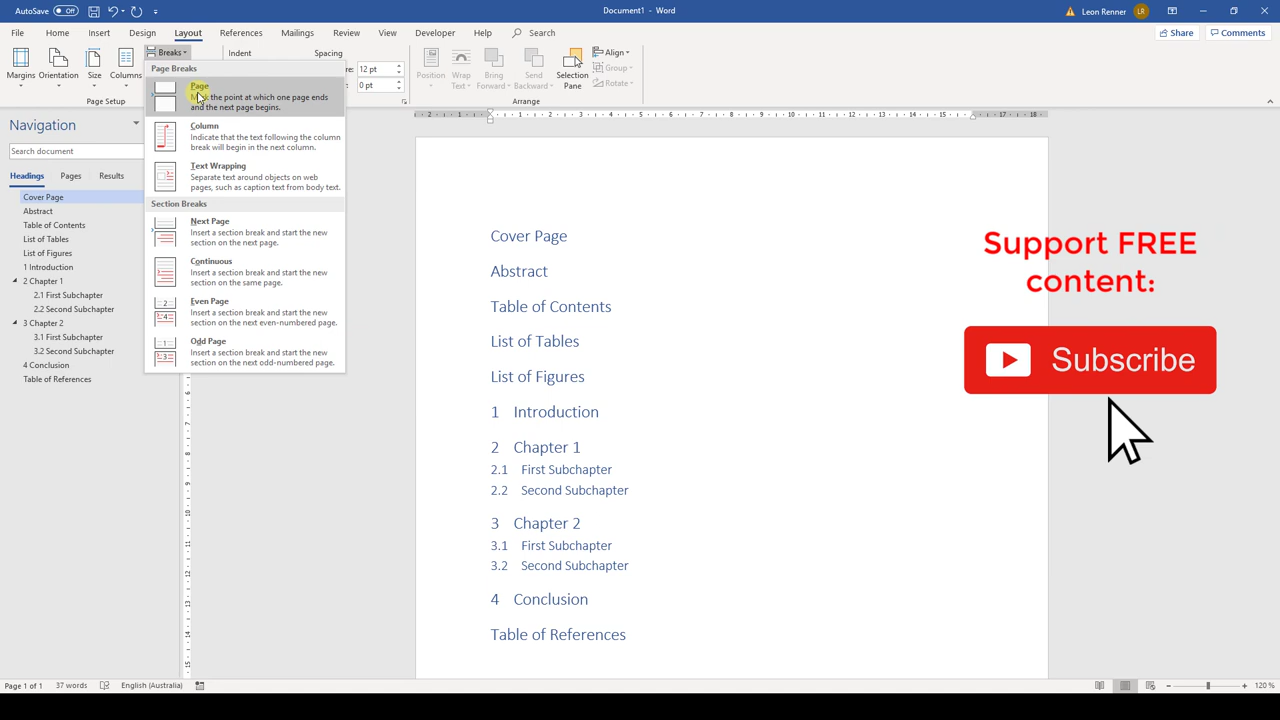 AutoSave Off
Document1 - Word
Leon Renner LR
File Home Insert Design Layout References Mailings Review View Developer Help Search Share Comments
Margins
Orientation
Size
Columns
Breaks
Page Setup
Indent
Spacing
12 pt
0 pt
Position
Wrap Text
Bring Forward
Send Backward
Selection Pane
Align
Group
Rotate
Arrange
Page Breaks
Page
Mark the point at which one page ends
and the next page begins.
Column
Indicate that the text following the column
break will begin in the next column.
Text Wrapping
Separate text around objects on web
pages, such as caption text from body text.
Section Breaks
Next Page
Insert a section break and start the new
section on the next page.
Continuous
Insert a section break and start the new
section on the same page.
Even Page
Insert a section break and start the new
section on the next even-numbered page.
Odd Page
Insert a section break and start the new
section on the next odd-numbered page.
Navigation
Search document
Headings Pages Results
Cover Page
Abstract
Table of Contents
List of Tables
List of Figures
1 Introduction
2 Chapter 1
2.1 First Subchapter
2.2 Second Subchapter
3 Chapter 2
3.1 First Subchapter
3.2 Second Subchapter
4 Conclusion
Table of References
Cover Page
Abstract
Table of Contents
List of Tables
List of Figures
1 Introduction
2 Chapter 1
2.1 First Subchapter
2.2 Second Subchapter
3 Chapter 2
3.1 First Subchapter
3.2 Second Subchapter
4 Conclusion
Table of References
Support FREE
content:
Subscribe
Page 1 of 1 37 words English (Australia) 120 %